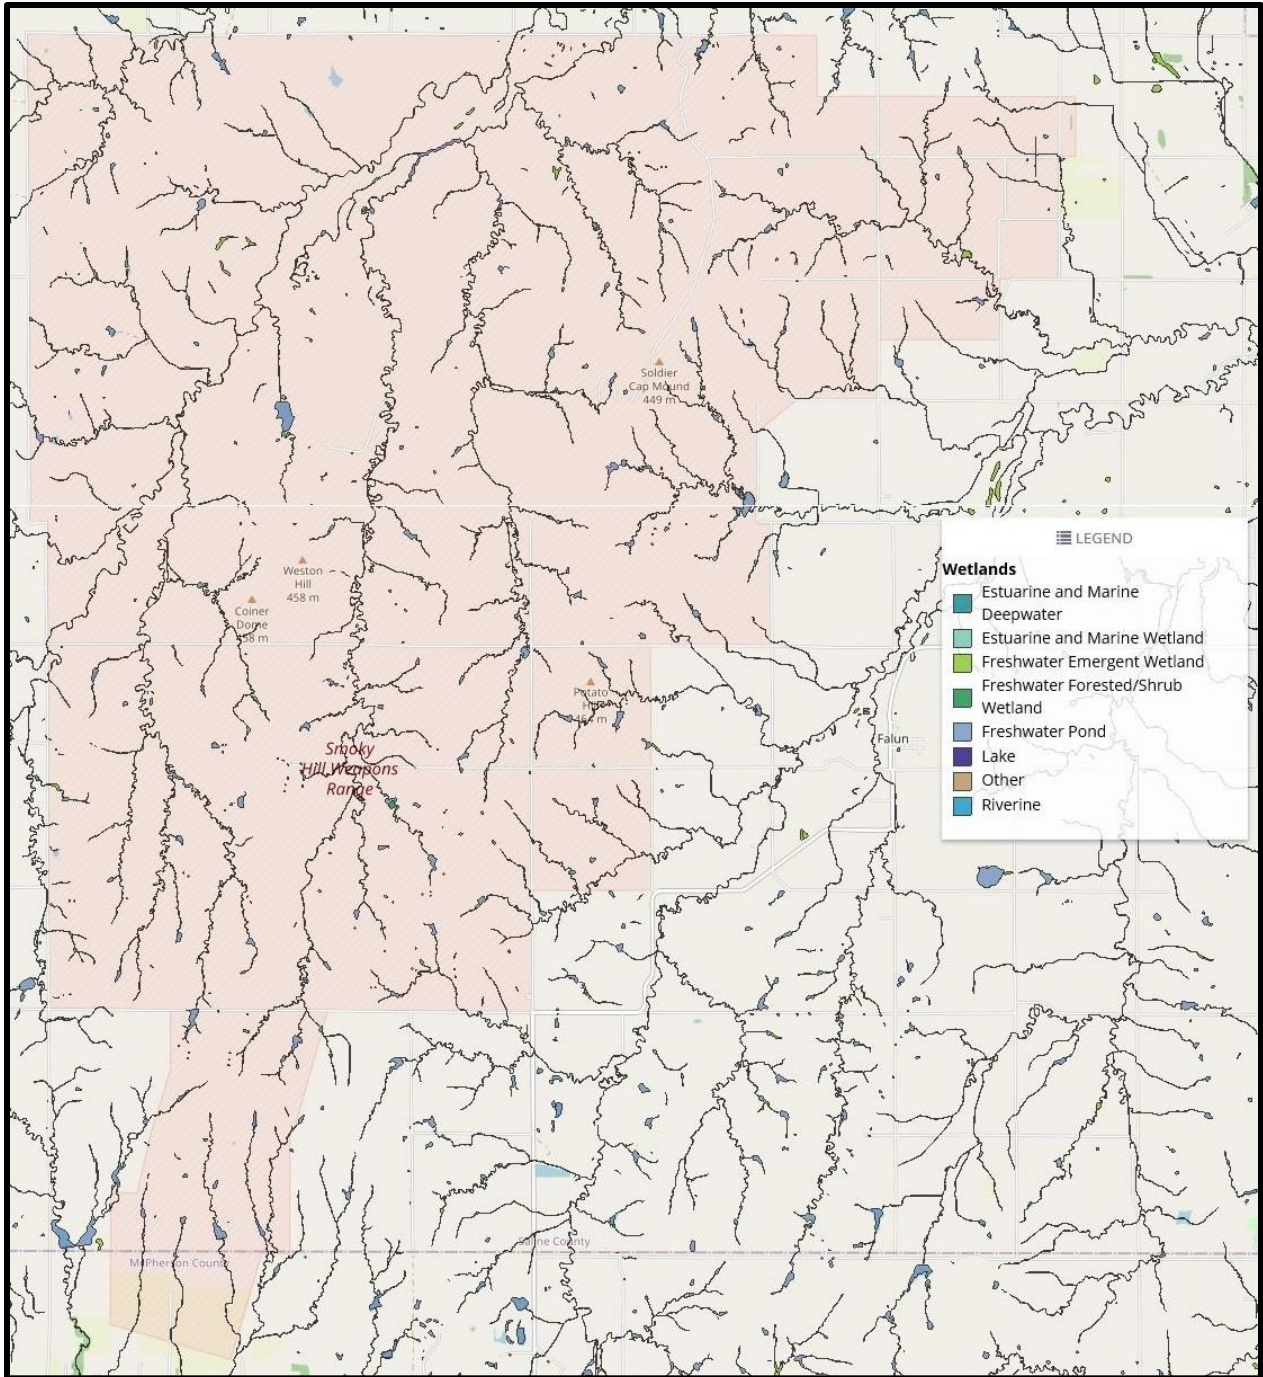 Soldier
Cap Mound
449 m
LEGEND
Wetlands
Estuarine and Marine
Deepwater
Estuarine and Marine Wetland
Freshwater Emergent Wetland
Freshwater Forested/Shrub
Wetland
Freshwater Pond
Lake
Other
Riverine
Weston
Hill
458 m
Coiner
Dome
Potato
Falun
Smoky
Hill Weapons
Range
Saline County
McPherson County